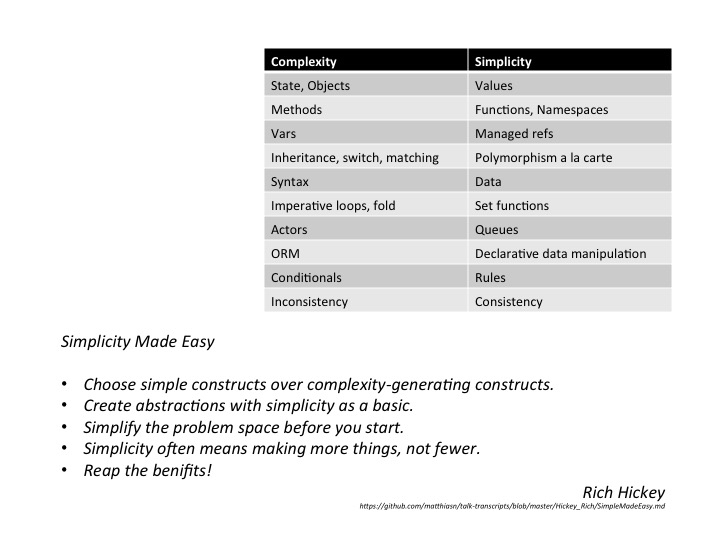 Complexity Simplicity
State, Objects Values
Methods Functions, Namespaces
Vars Managed refs
Inheritance, switch, matching Polymorphism a la carte
Syntax Data
Imperative loops, fold Set functions
Actors Queues
ORM Declarative data manipulation
Conditionals Rules
Inconsistency Consistency
Simplicity Made Easy
• Choose simple constructs over complexity-generating constructs.
• Create abstractions with simplicity as a basic.
• Simplify the problem space before you start.
• Simplicity often means making more things, not fewer.
• Reap the benifits!
Rich Hickey
https://github.com/matthiasn/talk-transcripts/blob/master/Hickey_Rich/SimpleMadeEasy.md